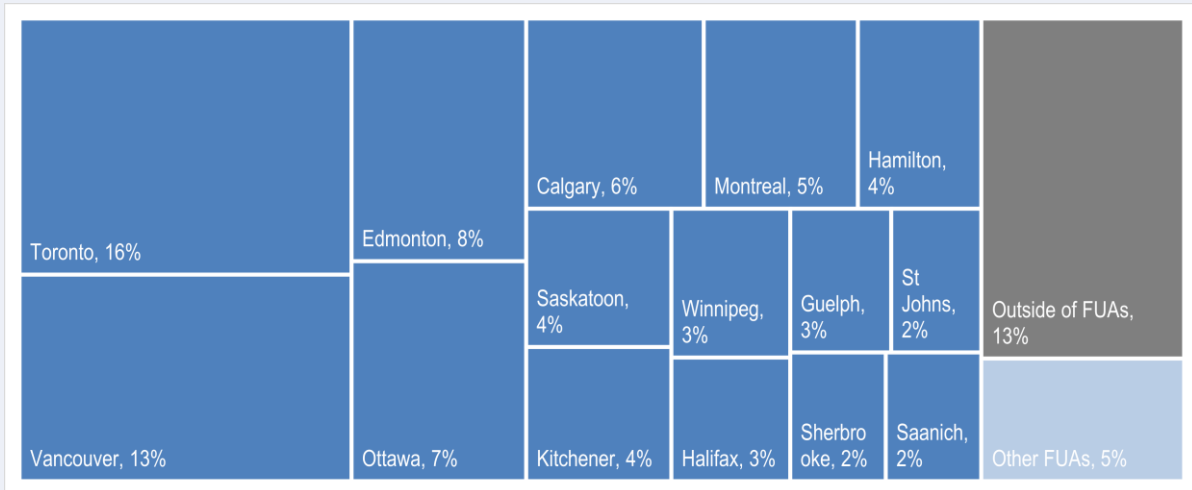 Toronto, 16%
Vancouver, 13%
Edmonton, 8%
Ottawa, 7%
Calgary, 6%
Montreal, 5%
Hamilton,
4%
Saskatoon,
4%
Kitchener, 4%
Winnipeg,
3%
Halifax, 3%
Guelph,
3%
St
Johns,
2%
Sherbro
oke, 2%
Saanich,
2%
Outside of FUAs,
13%
Other FUAs, 5%